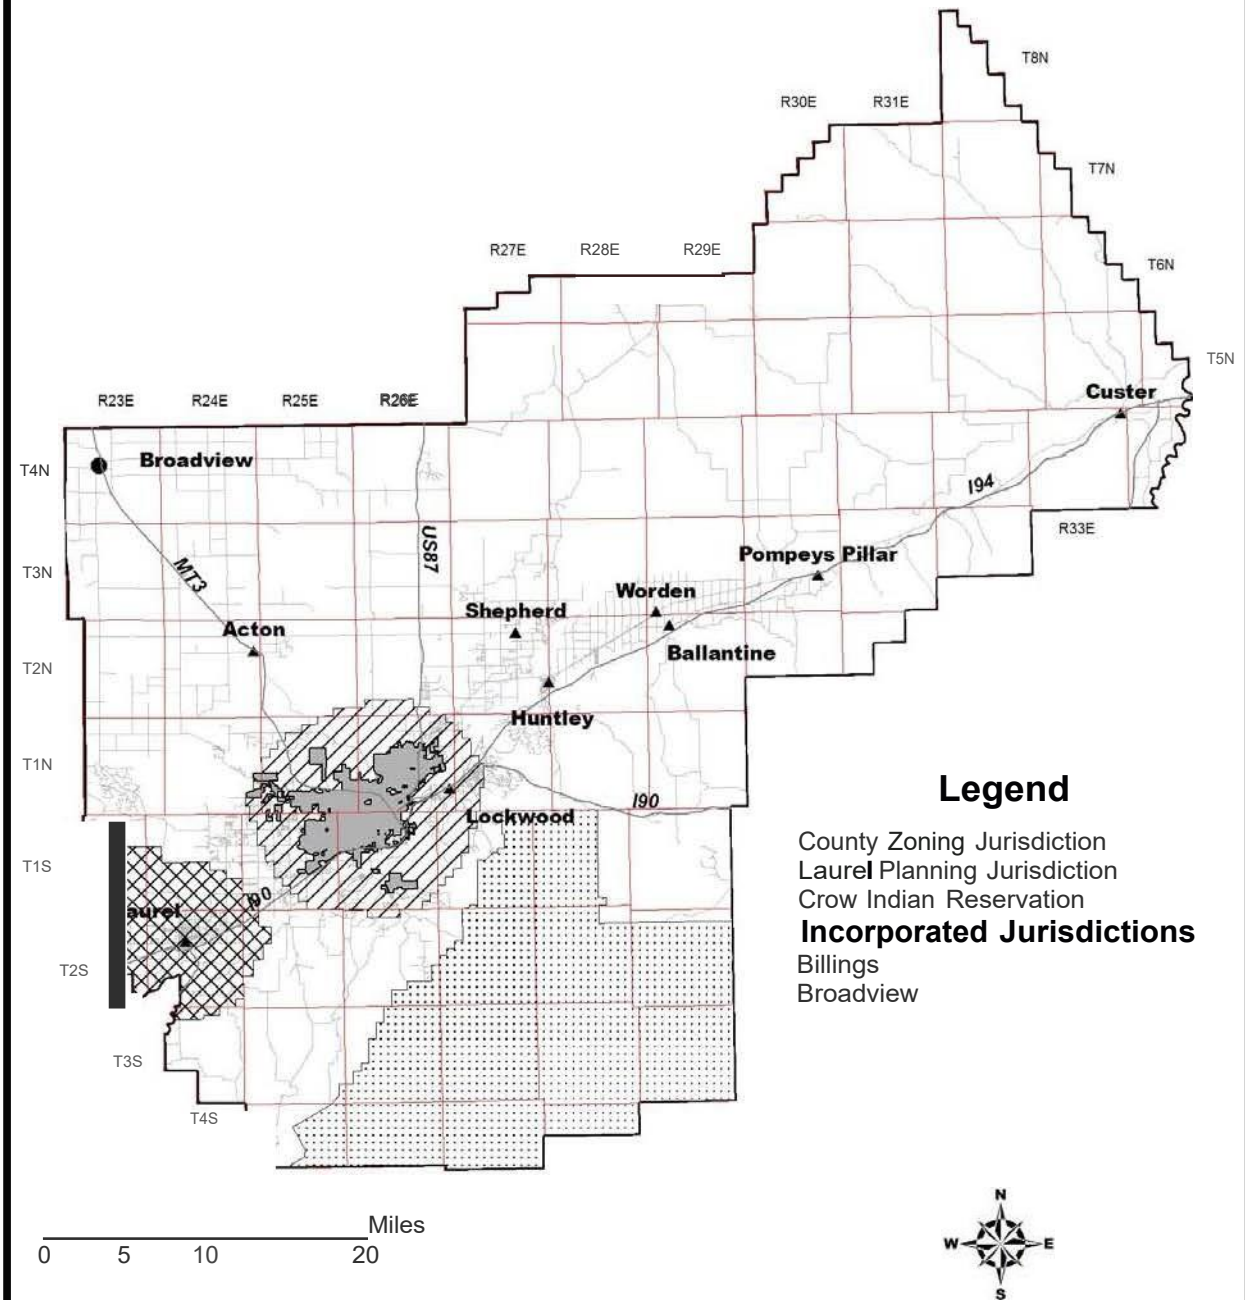 T8N
R30E R31E
T7N
R27E R28E R29E
T6N
T5N
Custer
R23E R24E R25E R26E
T4N
Broadview
I94
US87
R33E
Pompeys Pillar
MT3
T3N
Worden
Shepherd
Acton
Ballantine
T2N
Huntley
T1N
Legend
I90
Lockwood
County Zoning Jurisdiction
T1S
Laurel Planning Jurisdiction
Crow Indian Reservation
I90
aurel
Incorporated Jurisdictions
T2S
Billings
Broadview
T3S
T4S
Miles
0 5 10 20
N
W E
S